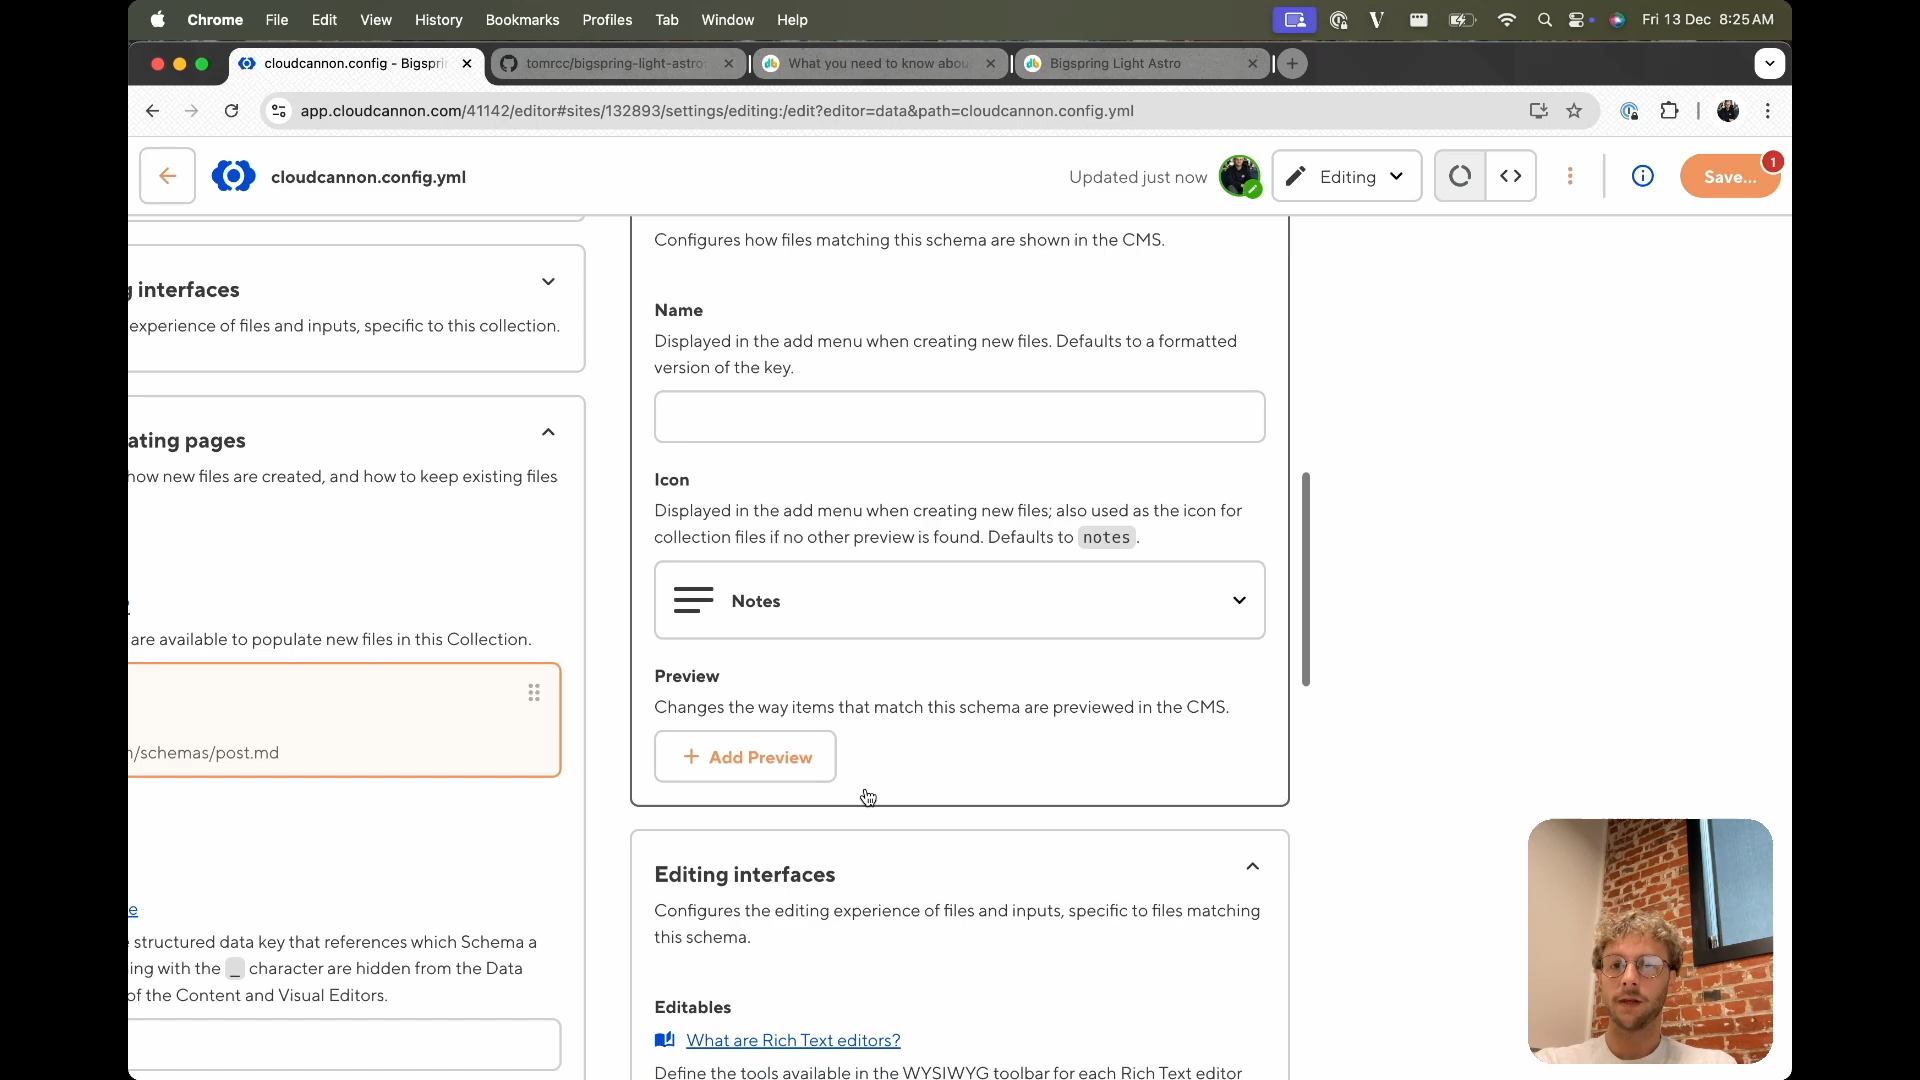 Chrome File Edit View History Bookmarks Profiles Tab Window Help
V
Fri 13 Dec 8:25 AM
cloudcannon.config - Bigspri
tomrcc/bigspring-light-astro
What you need to know abou
Bigspring Light Astro
app.cloudcannon.com/41142/editor#sites/132893/settings/editing:/edit?editor=data&path=cloudcannon.config.yml
cloudcannon.config.yml
Updated just now
Editing
Save...
1
interfaces
experience of files and inputs, specific to this collection.
ating pages
how new files are created, and how to keep existing files
are available to populate new files in this Collection.
/schemas/post.md
e
structured data key that references which Schema a
ing with the _ character are hidden from the Data
of the Content and Visual Editors.
Configures how files matching this schema are shown in the CMS.
Name
Displayed in the add menu when creating new files. Defaults to a formatted
version of the key.
Icon
Displayed in the add menu when creating new files; also used as the icon for
collection files if no other preview is found. Defaults to notes.
Notes
Preview
Changes the way items that match this schema are previewed in the CMS.
+ Add Preview
Editing interfaces
Configures the editing experience of files and inputs, specific to files matching
this schema.
Editables
What are Rich Text editors?
Define the tools available in the WYSIWYG toolbar for each Rich Text editor